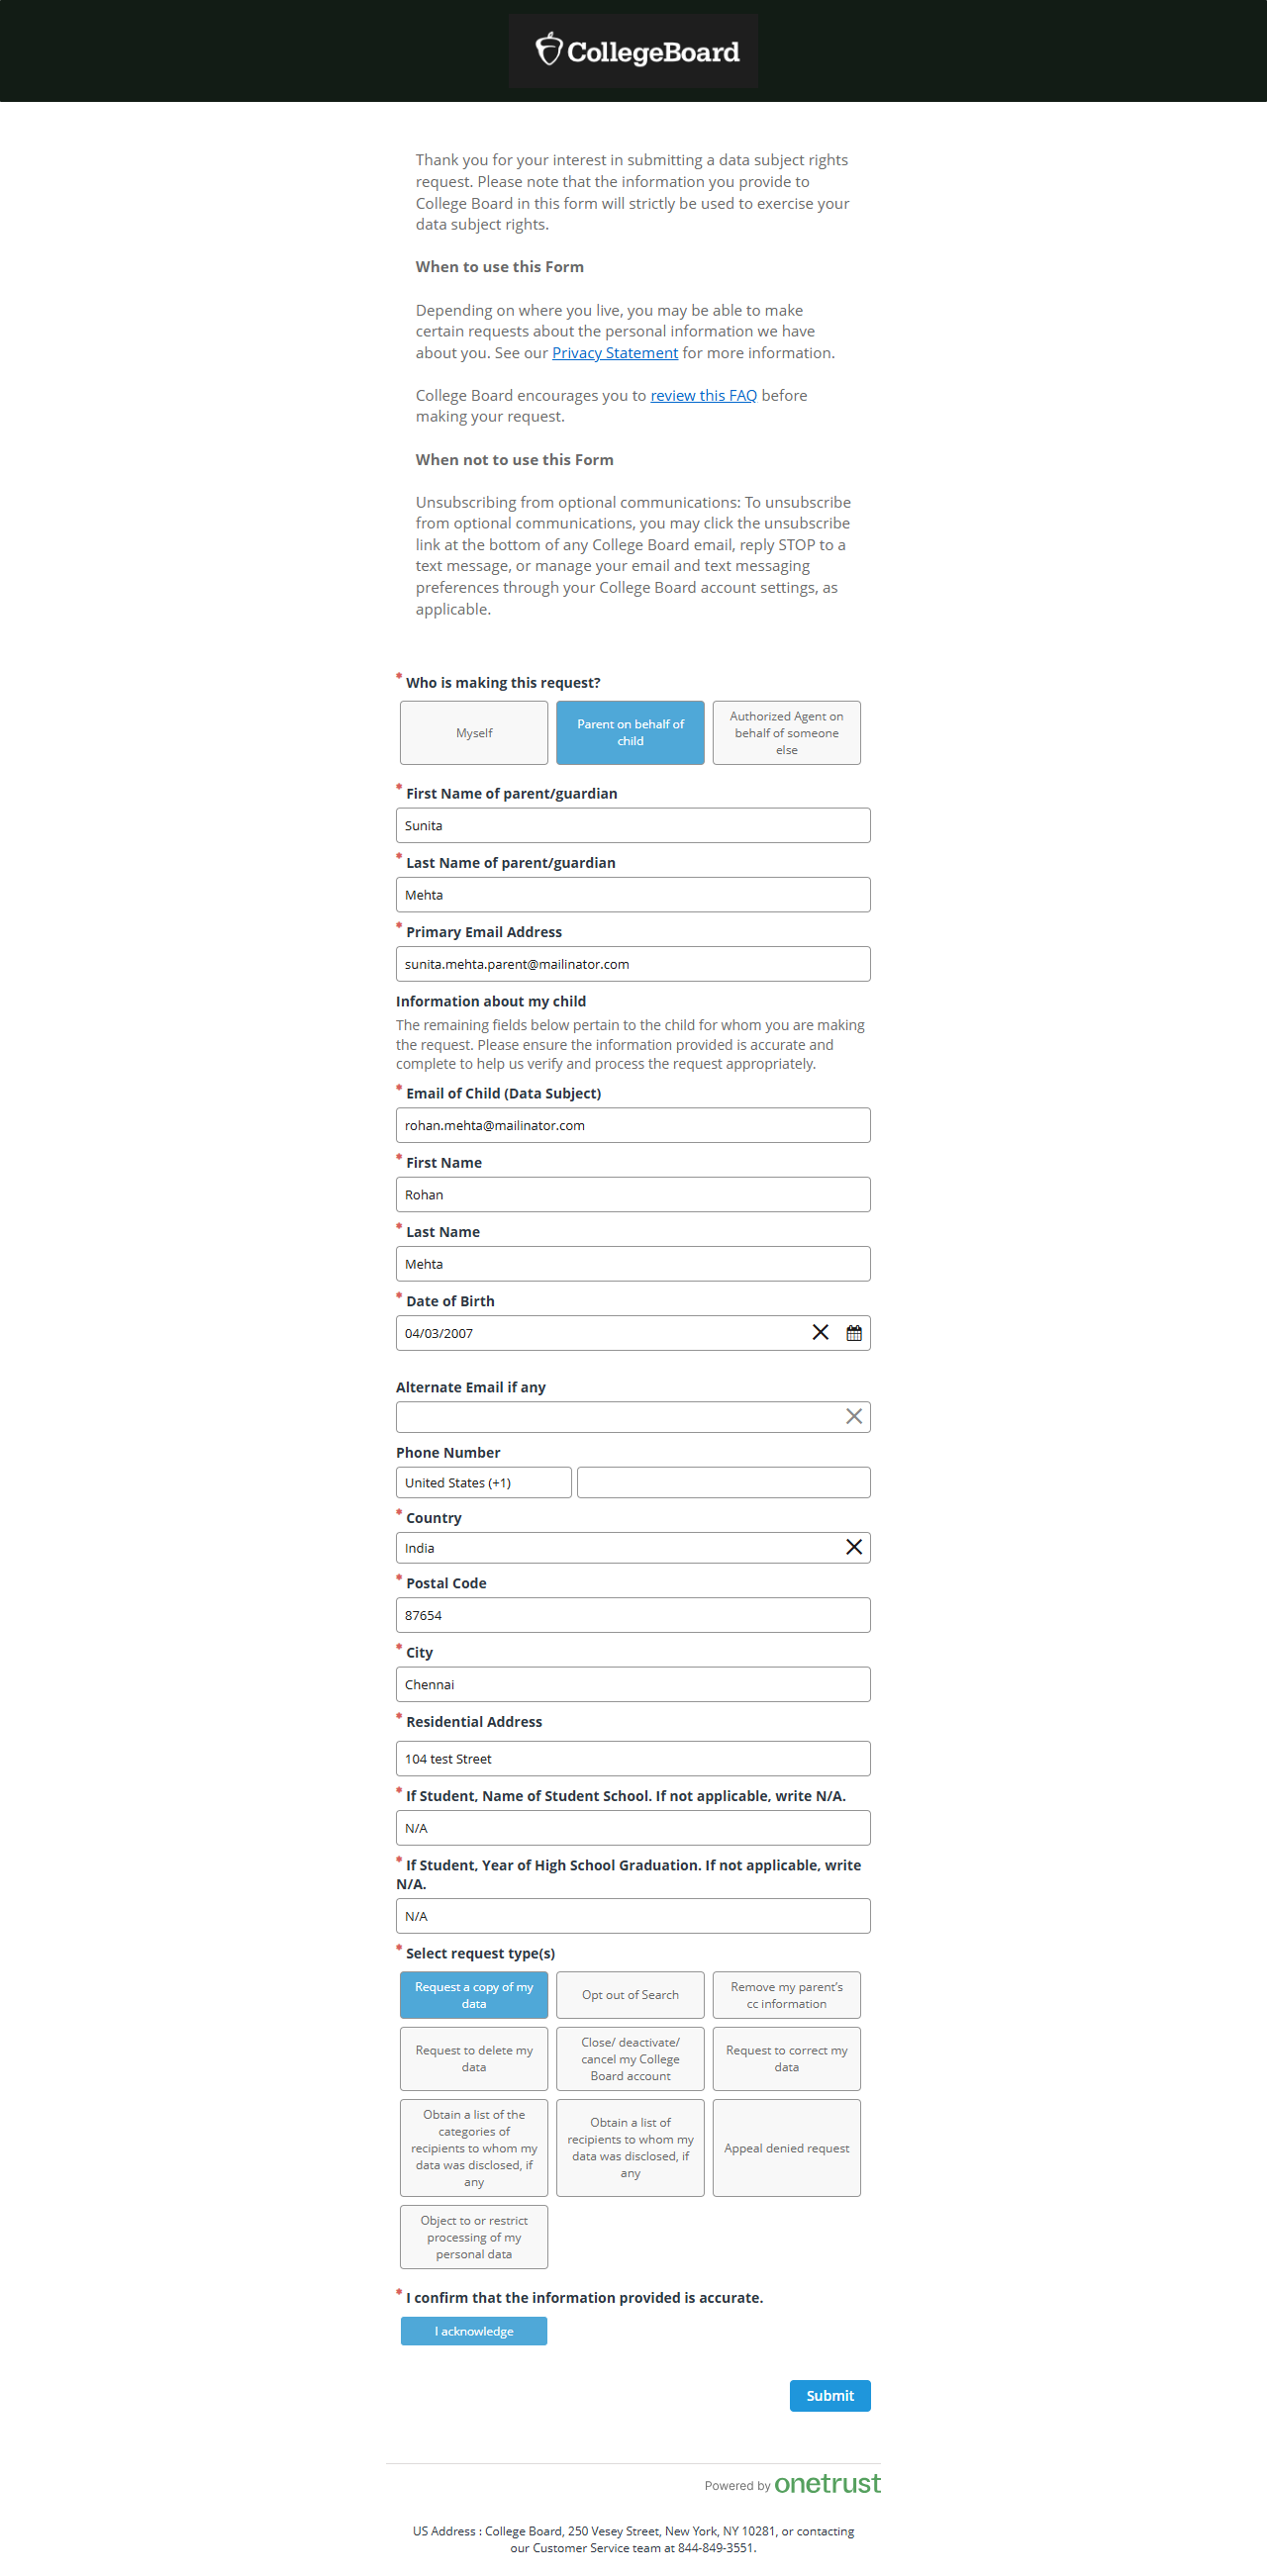 CollegeBoard
Thank you for your interest in submitting a data subject rights
request. Please note that the information you provide to
College Board in this form will strictly be used to exercise your
data subject rights.
When to use this Form
Depending on where you live, you may be able to make
certain requests about the personal information we have
about you. See our Privacy Statement for more information.
College Board encourages you to review this FAQ before
making your request.
When not to use this Form
Unsubscribing from optional communications: To unsubscribe
from optional communications, you may click the unsubscribe
link at the bottom of any College Board email, reply STOP to a
text message, or manage your email and text messaging
preferences through your College Board account settings, as
applicable.
* Who is making this request?
Myself
Parent on behalf of
child
Authorized Agent on
behalf of someone
else
* First Name of parent/guardian
Sunita
* Last Name of parent/guardian
Mehta
* Primary Email Address
sunita.mehta.parent@mailinator.com
Information about my child
The remaining fields below pertain to the child for whom you are making
the request. Please ensure the information provided is accurate and
complete to help us verify and process the request appropriately.
* Email of Child (Data Subject)
rohan.mehta@mailinator.com
* First Name
Rohan
* Last Name
Mehta
* Date of Birth
04/03/2007
Alternate Email if any
Phone Number
United States (+1)
* Country
India
* Postal Code
87654
* City
Chennai
* Residential Address
104 test Street
* If Student, Name of Student School. If not applicable, write N/A.
N/A
* If Student, Year of High School Graduation. If not applicable, write
N/A.
N/A
* Select request type(s)
Request a copy of my
data
Opt out of Search
Remove my parent's
cc information
Request to delete my
data
Close/ deactivate/
cancel my College
Board account
Request to correct my
data
Obtain a list of the
categories of
recipients to whom my
data was disclosed, if
any
Obtain a list of
recipients to whom my
data was disclosed, if
any
Appeal denied request
Object to or restrict
processing of my
personal data
* I confirm that the information provided is accurate.
I acknowledge
Submit
Powered by onetrust
US Address : College Board, 250 Vesey Street, New York, NY 10281, or contacting
our Customer Service team at 844-849-3551.